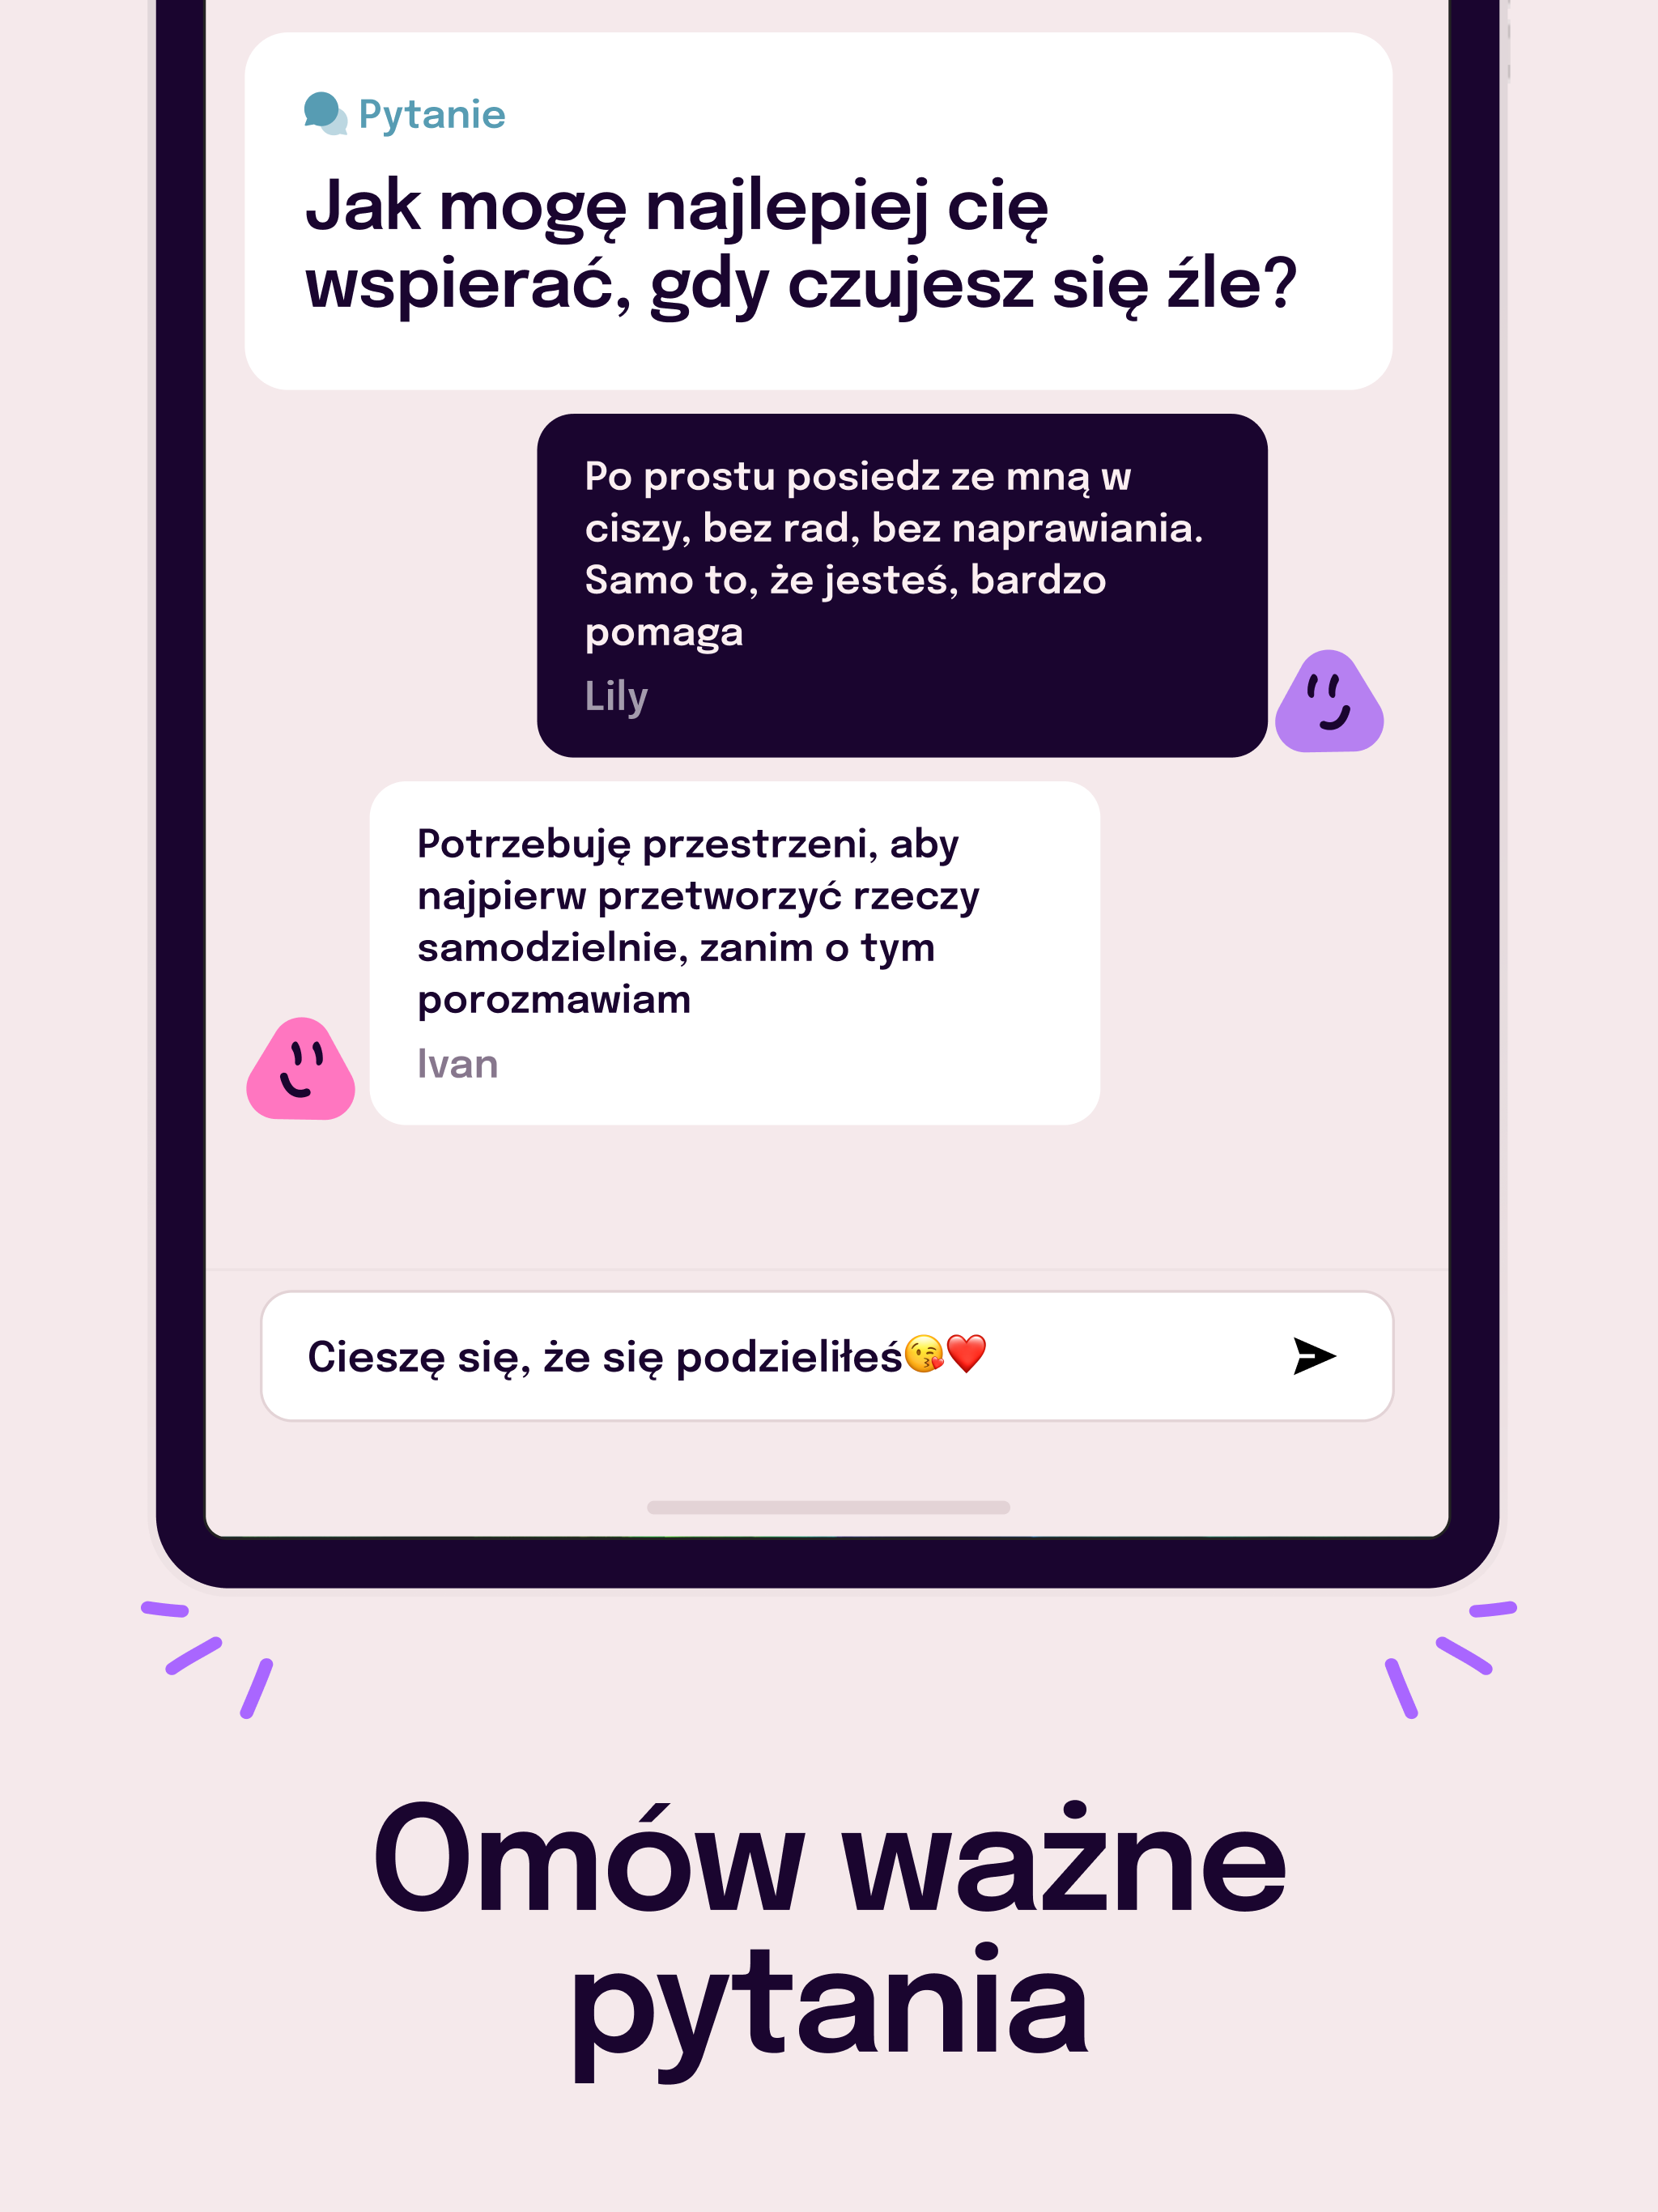 Pytanie
Jak mogę najlepiej cię
wspierać, gdy czujesz się źle?
Po prostu posiedz ze mną w
ciszy, bez rad, bez naprawiania.
Samo to, że jesteś, bardzo
pomaga
Lily
Potrzebuję przestrzeni, aby
najpierw przetworzyć rzeczy
samodzielnie, zanim o tym
porozmawiam
Ivan
Cieszę się, że się podzieliłeś😘❤️
Omów ważne
pytania